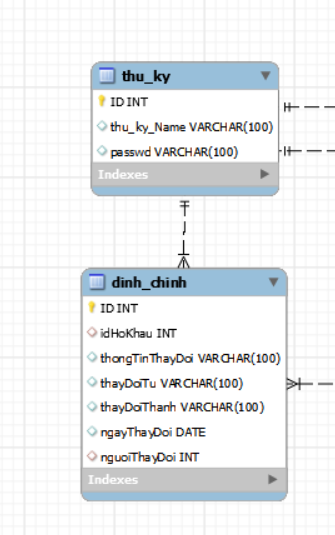 thu_ky
ID INT
thu_ky_Name VARCHAR(100)
passwd VARCHAR(100)
Indexes
dinh_chinh
ID INT
idHoKhau INT
thongTinThayDoi VARCHAR(100)
thayDoiTu VARCHAR(100)
thayDoiThanh VARCHAR(100)
ngayThayDoi DATE
nguoiThayDoi INT
Indexes